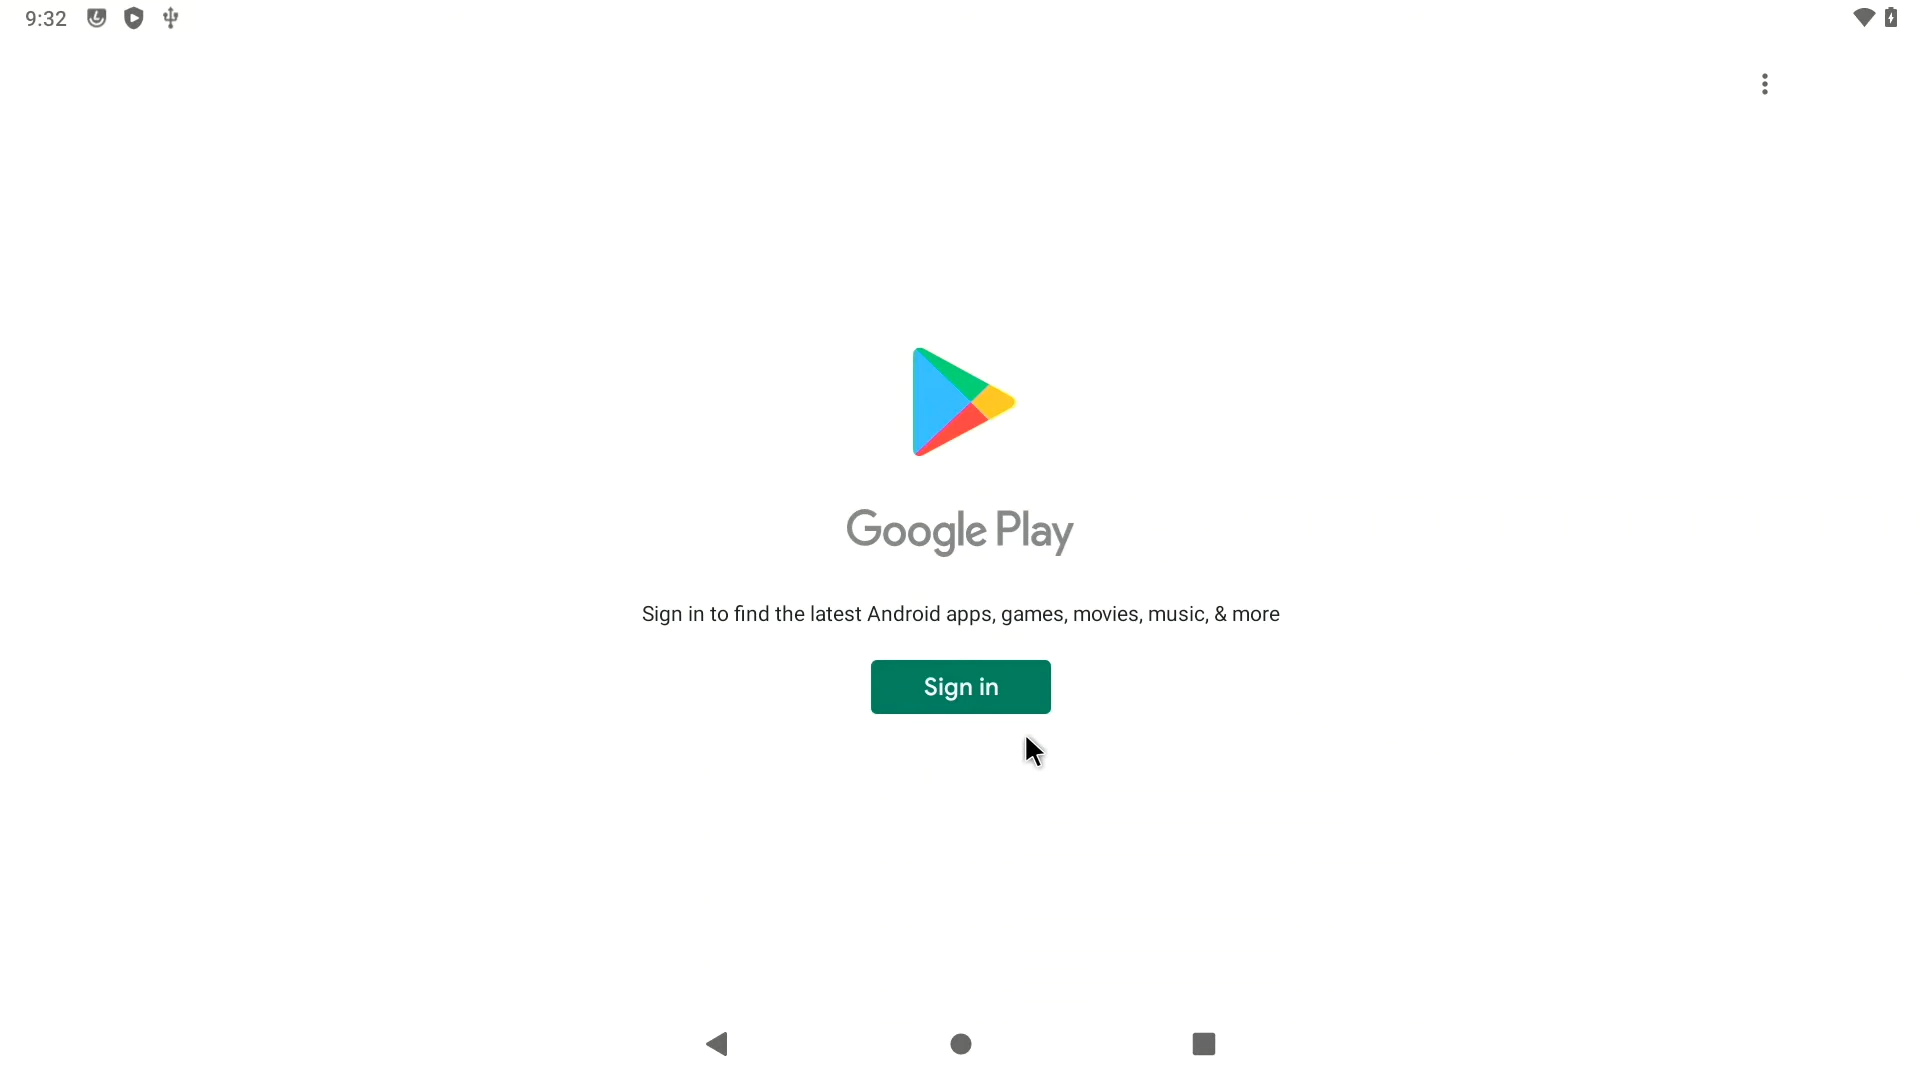 9:32
Google Play
Sign in to find the latest Android apps, games, movies, music, & more
Sign in